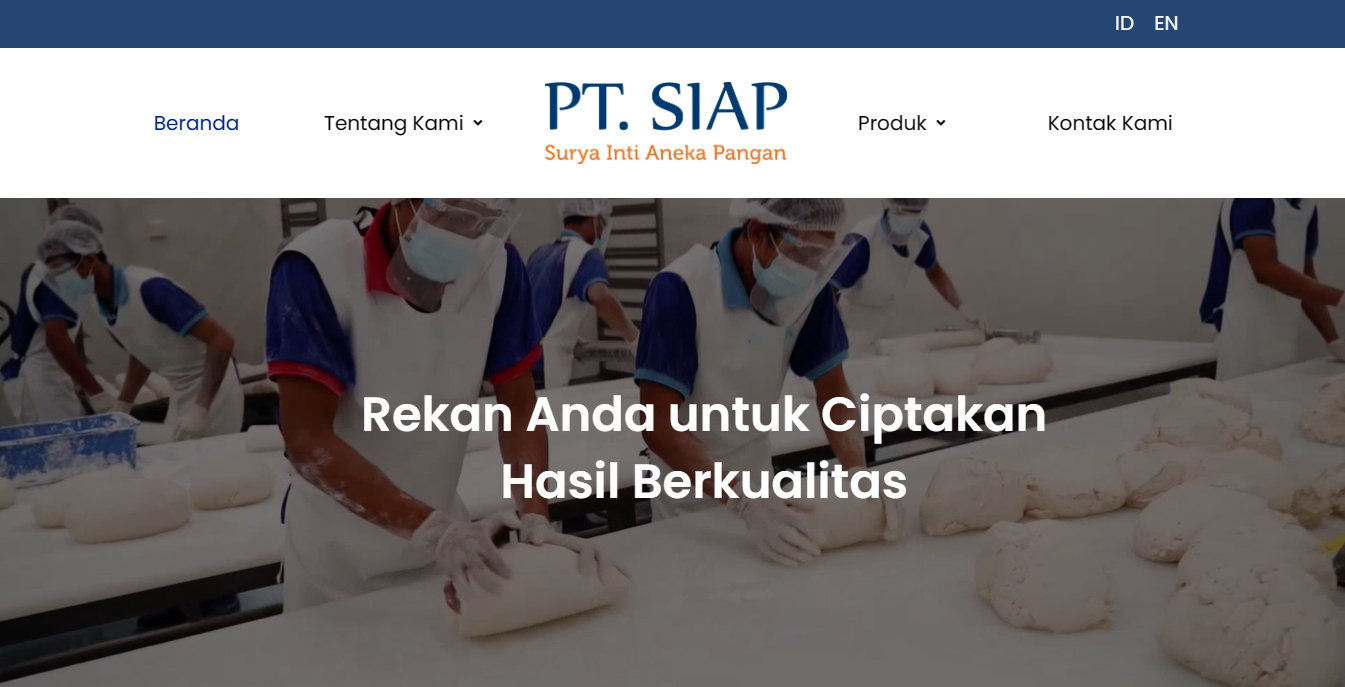 ID EN
Beranda
Tentang Kami
PT. SIAP
Surya Inti Aneka Pangan
Produk
Kontak Kami
Rekan Anda untuk Ciptakan
Hasil Berkualitas